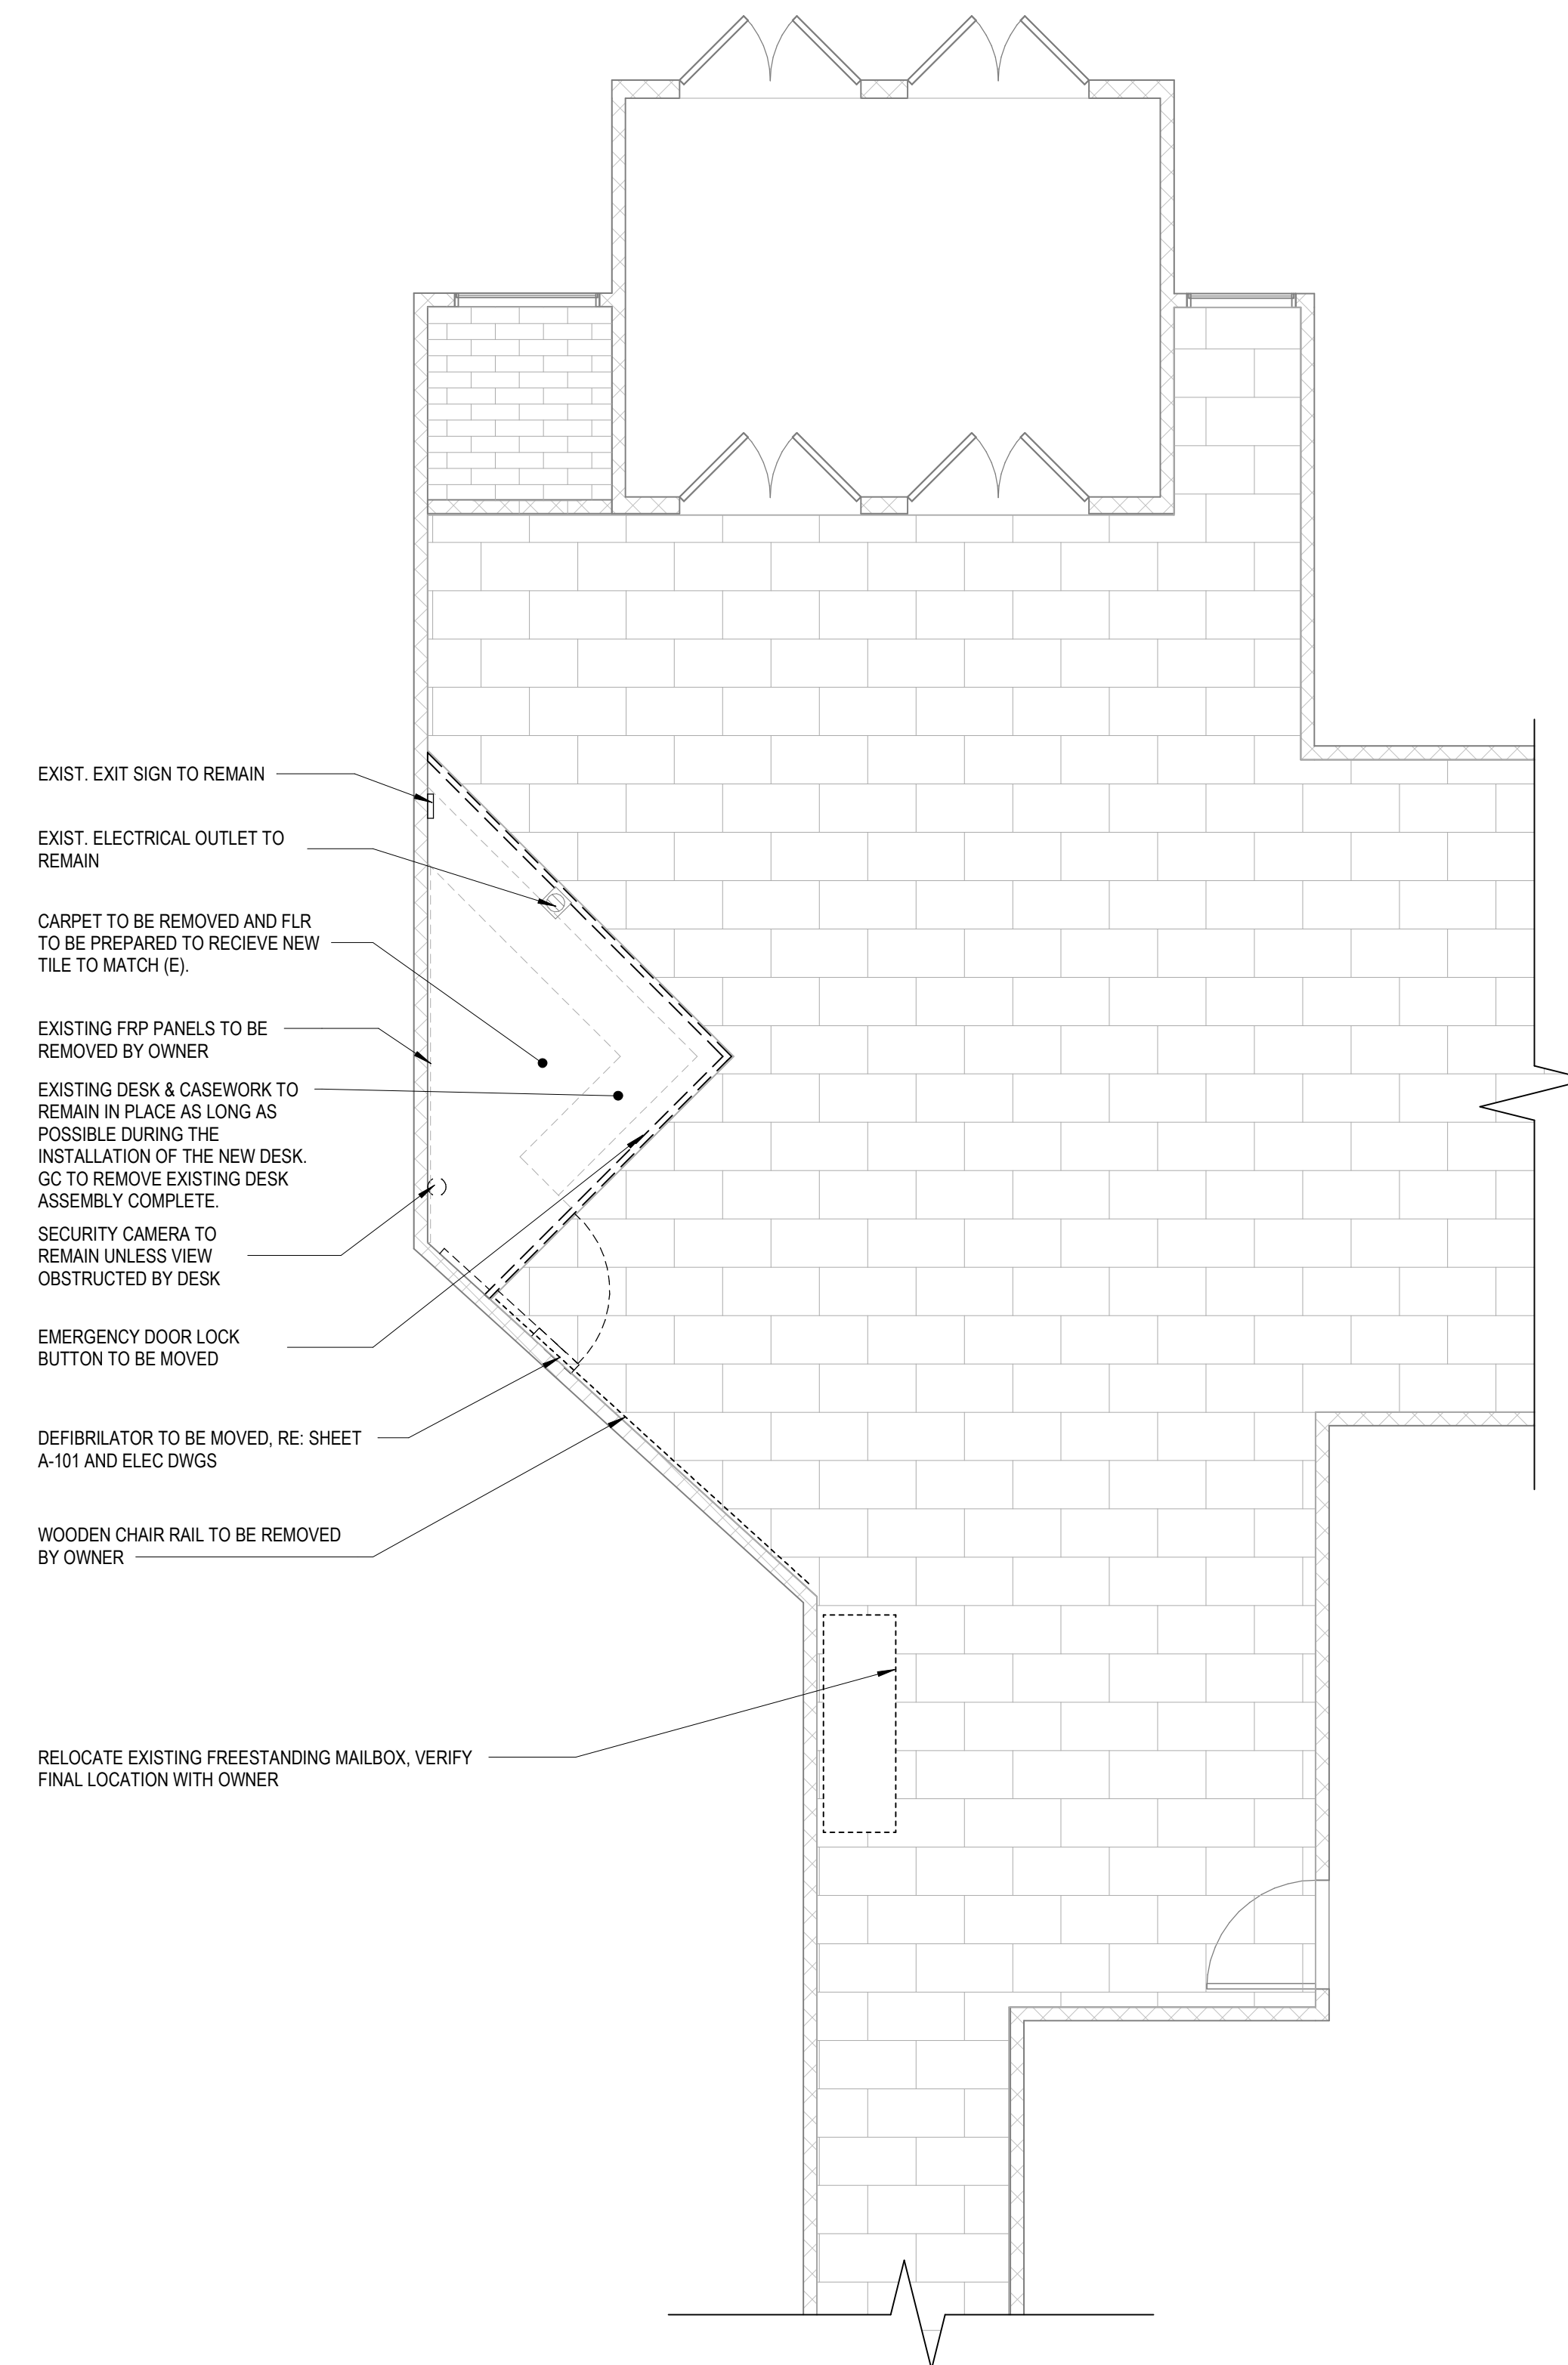 EXIST. EXIT SIGN TO REMAIN
EXIST. ELECTRICAL OUTLET TO
REMAIN
CARPET TO BE REMOVED AND FLR
TO BE PREPARED TO RECIEVE NEW
TILE TO MATCH (E).
EXISTING FRP PANELS TO BE
REMOVED BY OWNER
EXISTING DESK & CASEWORK TO
REMAIN IN PLACE AS LONG AS
POSSIBLE DURING THE
INSTALLATION OF THE NEW DESK.
GC TO REMOVE EXISTING DESK
ASSEMBLY COMPLETE.
SECURITY CAMERA TO
REMAIN UNLESS VIEW
OBSTRUCTED BY DESK
EMERGENCY DOOR LOCK
BUTTON TO BE MOVED
DEFIBRILATOR TO BE MOVED, RE: SHEET
A-101 AND ELEC DWGS
WOODEN CHAIR RAIL TO BE REMOVED
BY OWNER
RELOCATE EXISTING FREESTANDING MAILBOX, VERIFY
FINAL LOCATION WITH OWNER